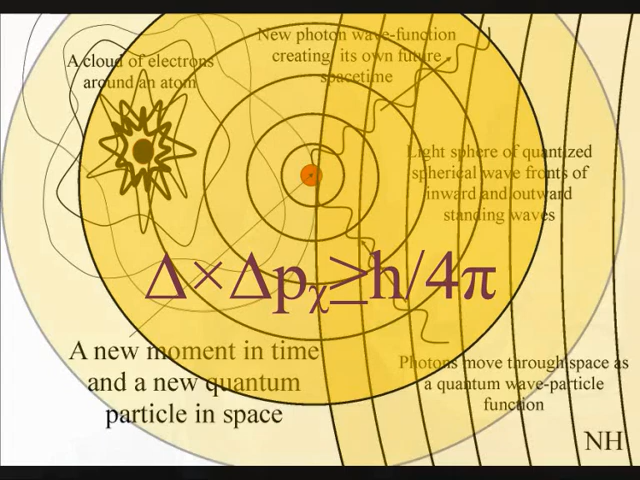 A cloud of electrons
around an atom
New photon wave-function
creating its own future
spacetime
Light sphere of quantized
spherical wave fronts of
inward and outward
standing waves
Δ×Δpᵪ≥h/4π
A new moment in time
and a new quantum
particle in space
Photons move through space as
a quantum wave-particle
function
NH